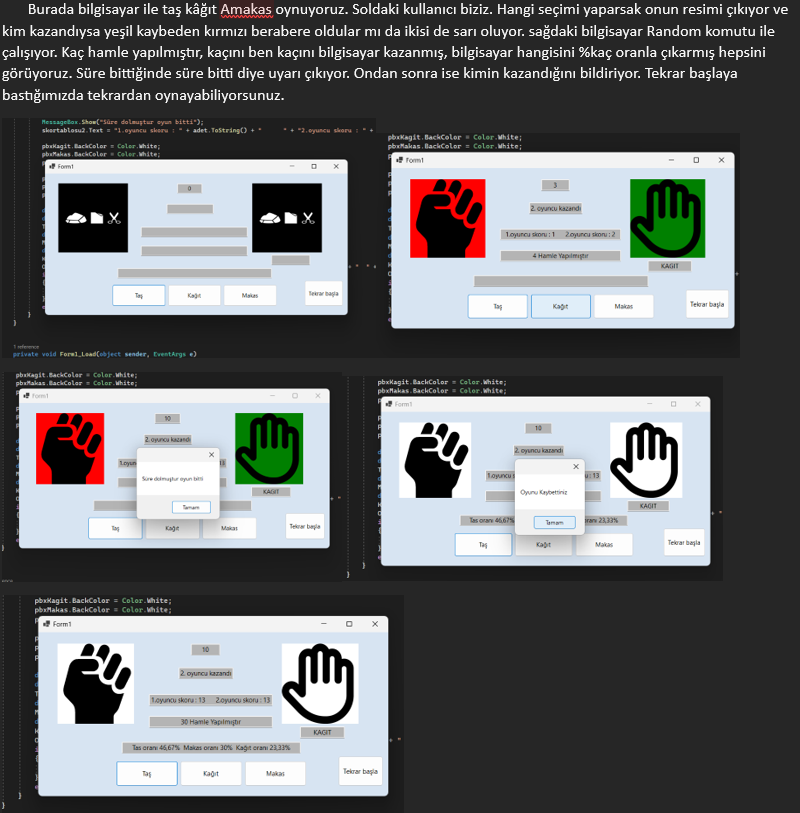 Burada bilgisayar ile taş kâğıt Amakas oynuyoruz. Soldaki kullanıcı biziz. Hangi seçimi yaparsak onun resimi çıkıyor ve
kim kazandıysa yeşil kaybeden kırmızı berabere oldular mı da ikisi de sarı oluyor. sağdaki bilgisayar Random komutu ile
çalışıyor. Kaç hamle yapılmıştır, kaçını ben kaçını bilgisayar kazanmış, bilgisayar hangisini %kaç oranla çıkarmış hepsini
görüyoruz. Süre bittiğinde süre bitti diye uyarı çıkıyor. Ondan sonra ise kimin kazandığını bildiriyor. Tekrar başlaya
bastığımızda tekrardan oynayabiliyorsunuz.
MessageBox.Show("Süre dolmuştur oyun bitti");
skortablosu2.Text = "1.oyuncu skoru : " + adet.ToString() + " " + "2.oyuncu skoru : " +
pbxKagit.BackColor = Color.White;
pbxMakas.BackColor = Color.White;
Form1
0
Taş
Kağıt
Makas
Tekrar başla
1 reference
private void Form1_Load(object sender, EventArgs e)
pbxKagit.BackColor = Color.White;
pbxMakas.BackColor = Color.White;
Form1
3
2. oyuncu kazandı
1.oyuncu skoru : 1 2.oyuncu skoru : 2
4 Hamle Yapılmıştır
KAGIT
Taş
Kağıt
Makas
Tekrar başla
pbxKagit.BackColor = Color.White;
pbxMakas.BackColor = Color.White;
Form1
10
2. oyuncu kazandı
1.oyun
Süre dolmuştur oyun bitti
Tamam
KAGIT
Taş
Kağıt
Makas
Tekrar başla
pbxKagit.BackColor = Color.White;
pbxMakas.BackColor = Color.White;
Form1
10
2. oyuncu kazandı
1.oyuncu s
u : 13
Oyunu Kaybettiniz
Tamam
KAGIT
Tas oranı 46,67%
oranı 23,33%
Taş
Kağıt
Makas
Tekrar başla
pbxKagit.BackColor = Color.White;
pbxMakas.BackColor = Color.White;
Form1
10
2. oyuncu kazandı
1.oyuncu skoru : 13 2.oyuncu skoru : 13
30 Hamle Yapılmıştır
KAGIT
Tas oranı 46,67% Makas oranı 30% Kağıt oranı 23,33%
Taş
Kağıt
Makas
Tekrar başla